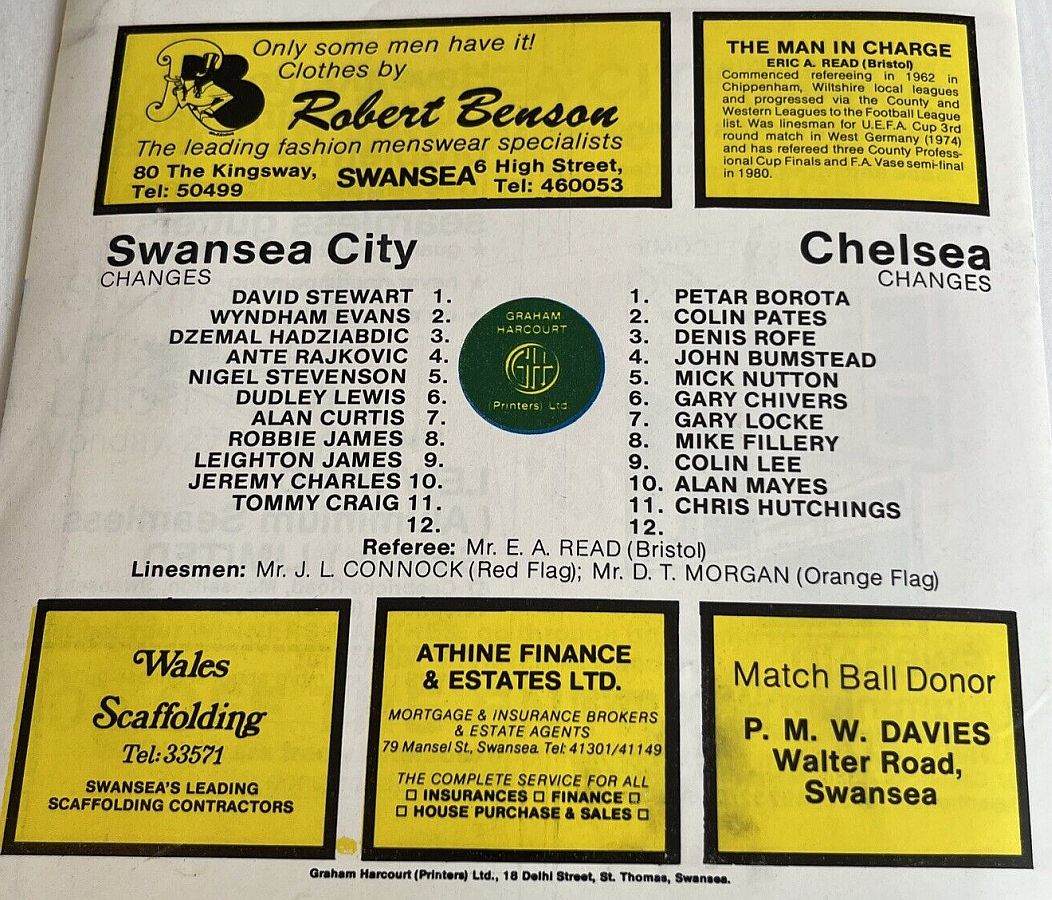 Only some men have it!
Clothes by
Robert Benson
The leading fashion menswear specialists
80 The Kingsway, SWANSEA 6 High Street,
Tel: 50499 Tel: 460053
THE MAN IN CHARGE
ERIC A. READ (Bristol)
Commenced refereeing in 1962 in
Chippenham, Wiltshire local leagues
and progressed via the County and
Western Leagues to the Football League
list. Was linesman for U.E.F.A. Cup 3rd
round match in West Germany (1974)
and has refereed three County Profess-
ional Cup Finals and F.A. Vase semi-final
in 1980.
Swansea City
CHANGES
Chelsea
CHANGES
DAVID STEWART 1.
WYNDHAM EVANS 2.
DZEMAL HADZIABDIC 3.
ANTE RAJKOVIC 4.
NIGEL STEVENSON 5.
DUDLEY LEWIS 6.
ALAN CURTIS 7.
ROBBIE JAMES 8.
LEIGHTON JAMES 9.
JEREMY CHARLES 10.
TOMMY CRAIG 11.
12.
GRAHAM
HARCOURT
GH
(Printers) Ltd.
1. PETAR BOROTA
2. COLIN PATES
3. DENIS ROFE
4. JOHN BUMSTEAD
5. MICK NUTTON
6. GARY CHIVERS
7. GARY LOCKE
8. MIKE FILLERY
9. COLIN LEE
10. ALAN MAYES
11. CHRIS HUTCHINGS
12.
Referee: Mr. E. A. READ (Bristol)
Linesmen: Mr. J. L. CONNOCK (Red Flag); Mr. D. T. MORGAN (Orange Flag)
Wales
Scaffolding
Tel: 33571
SWANSEA'S LEADING
SCAFFOLDING CONTRACTORS
ATHINE FINANCE
& ESTATES LTD.
MORTGAGE & INSURANCE BROKERS
& ESTATE AGENTS
79 Mansel St., Swansea. Tel: 41301/41149
THE COMPLETE SERVICE FOR ALL
□ INSURANCES □ FINANCE □
□ HOUSE PURCHASE & SALES □
Match Ball Donor
P. M. W. DAVIES
Walter Road,
Swansea
Graham Harcourt (Printers) Ltd., 18 Delhi Street, St. Thomas, Swansea.